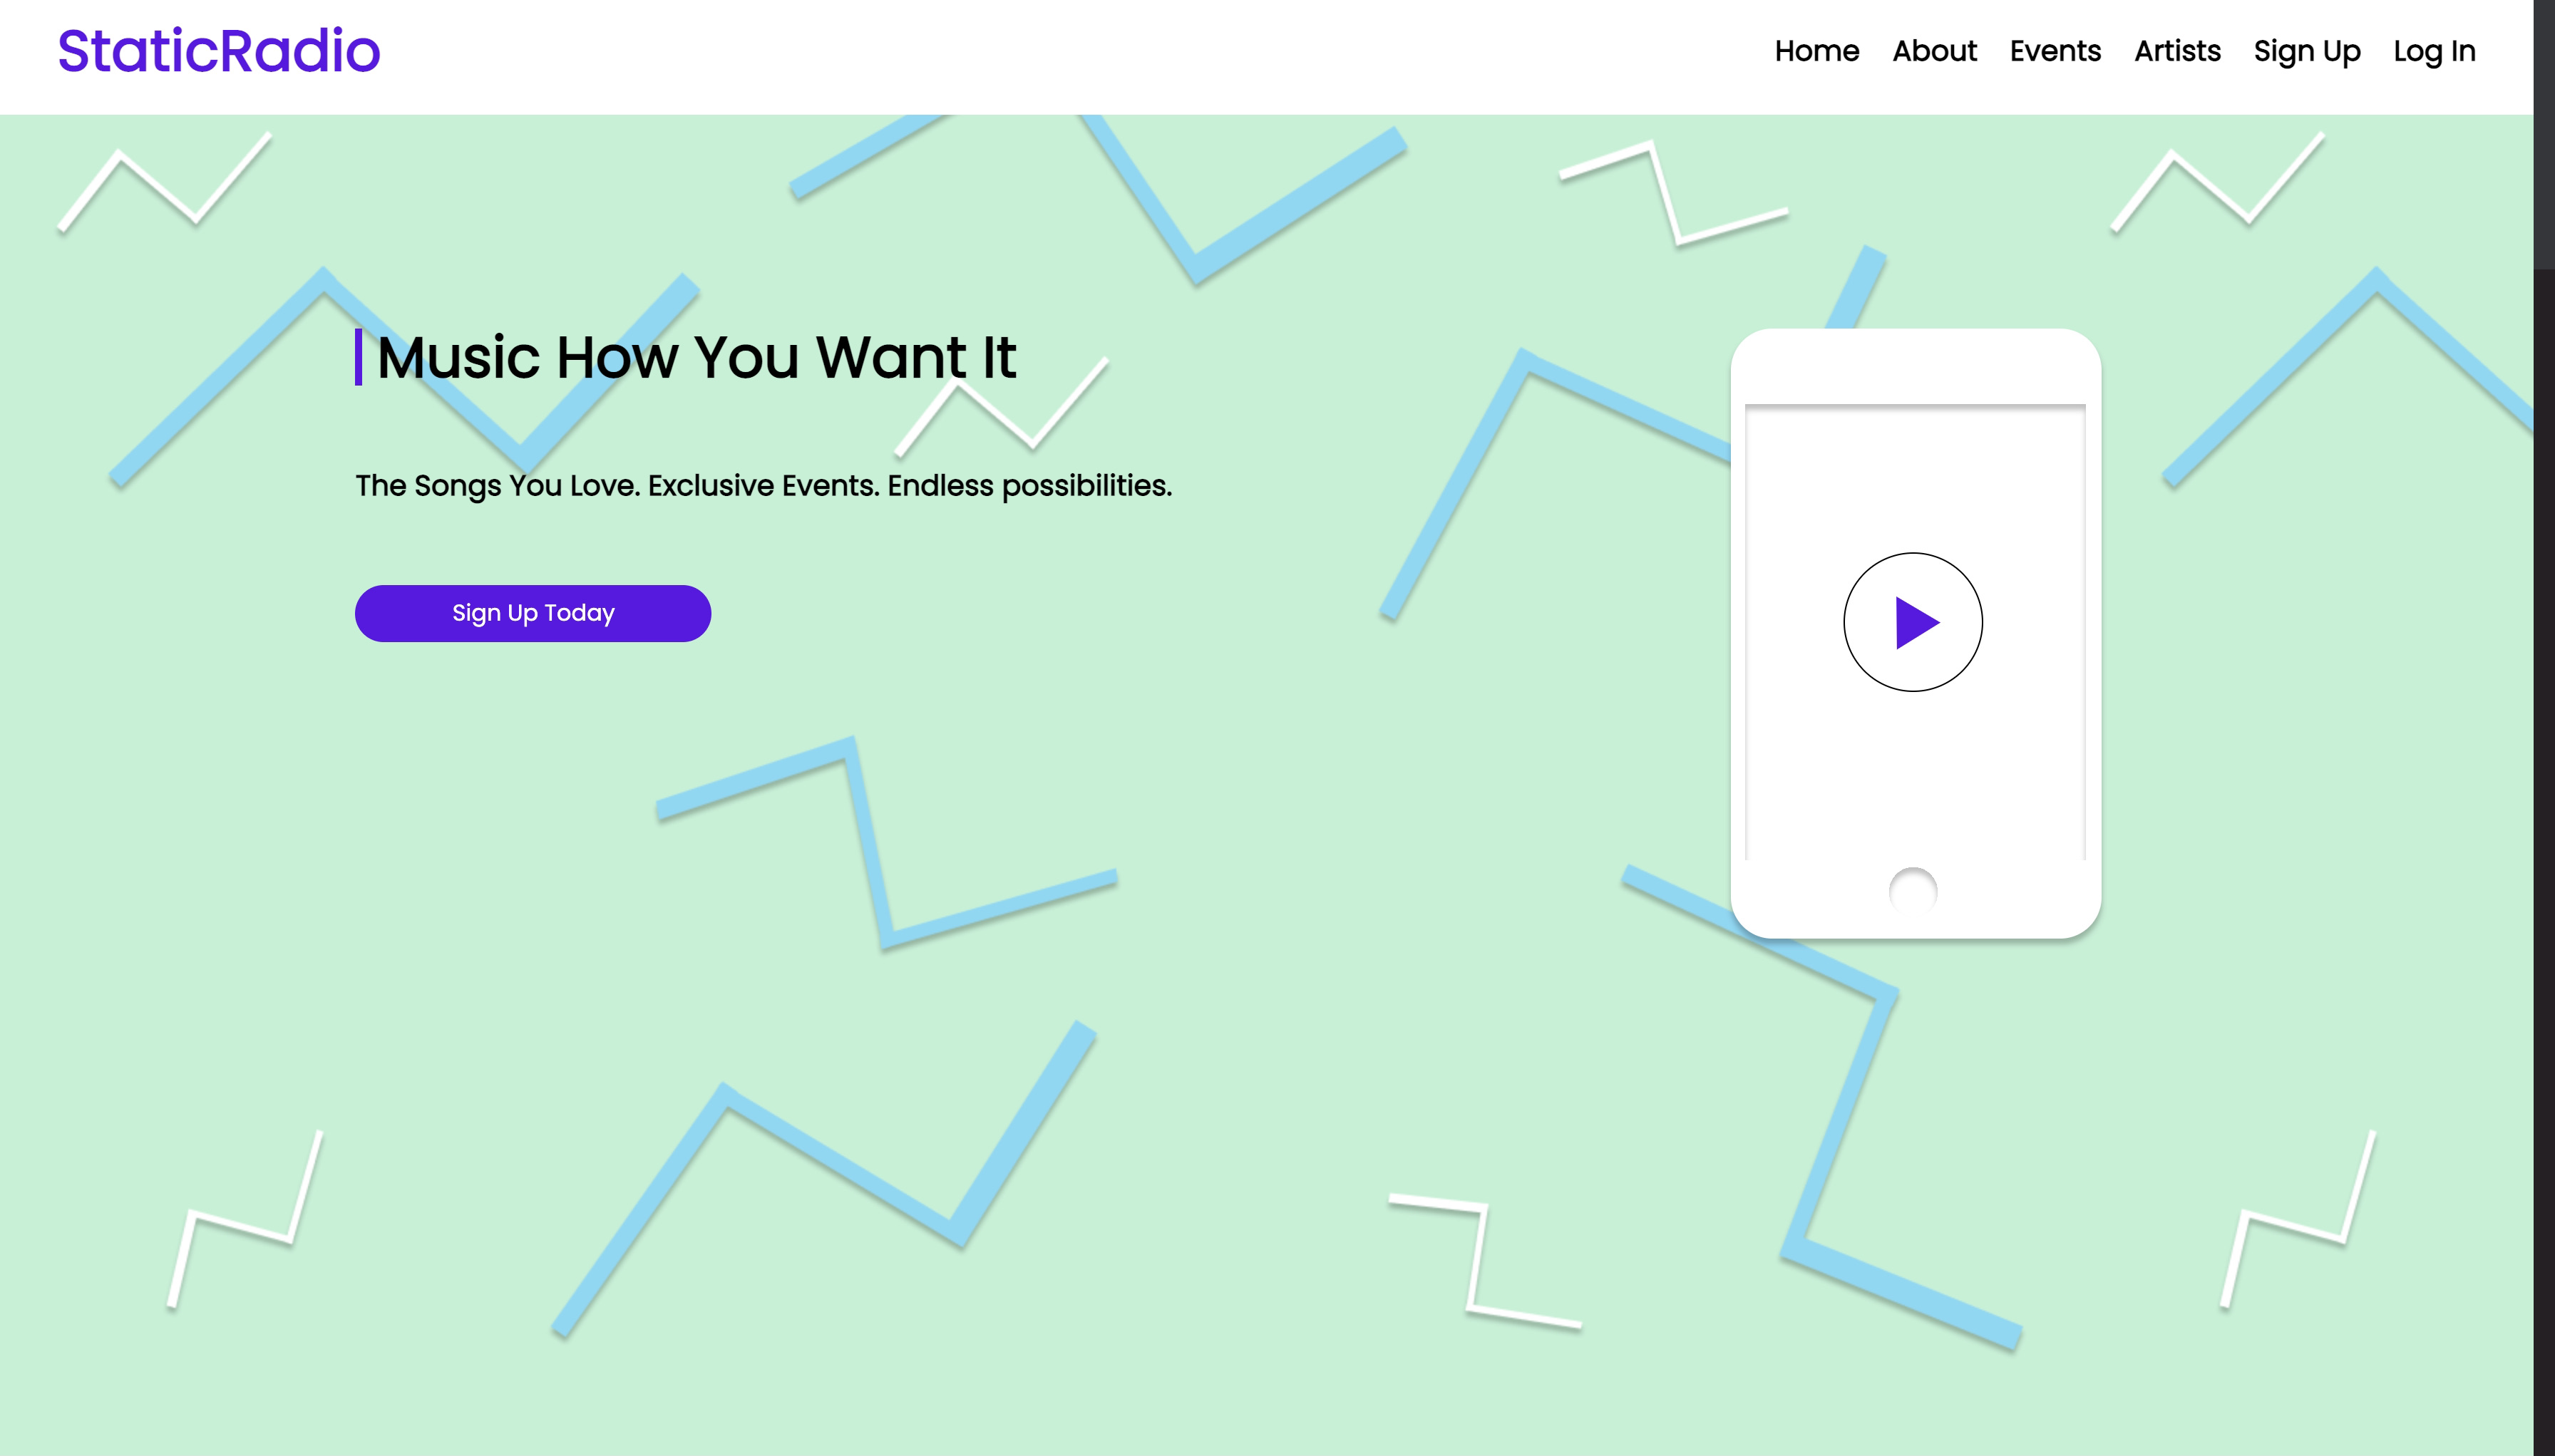 StaticRadio
Home About Events Artists Sign Up Log In
Music How You Want It
The Songs You Love. Exclusive Events. Endless possibilities.
Sign Up Today